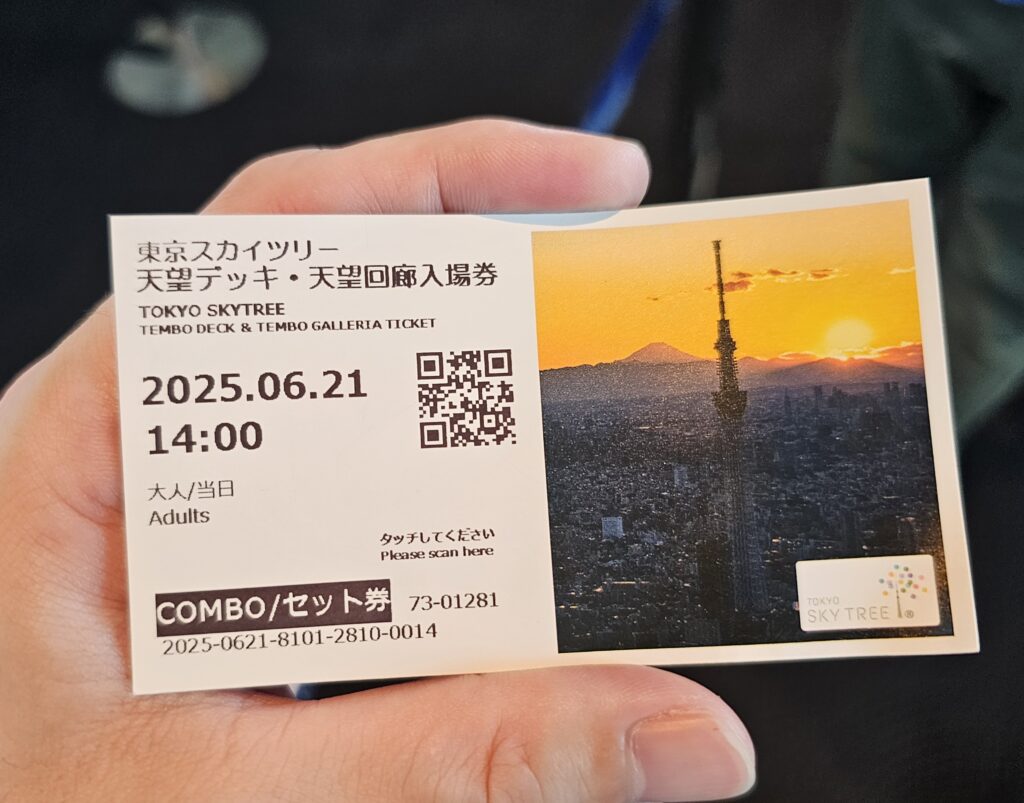 東京スカイツリー
天望デッキ・天望回廊入場券
TOKYO SKYTREE
TEMBO DECK & TEMBO GALLERIA TICKET
2025.06.21
14:00
大人/当日
Adults
タッチしてください
Please scan here
COMBO/セット券 73-01281
2025-0621-8101-2810-0014
TOKYO
SKY TREE®